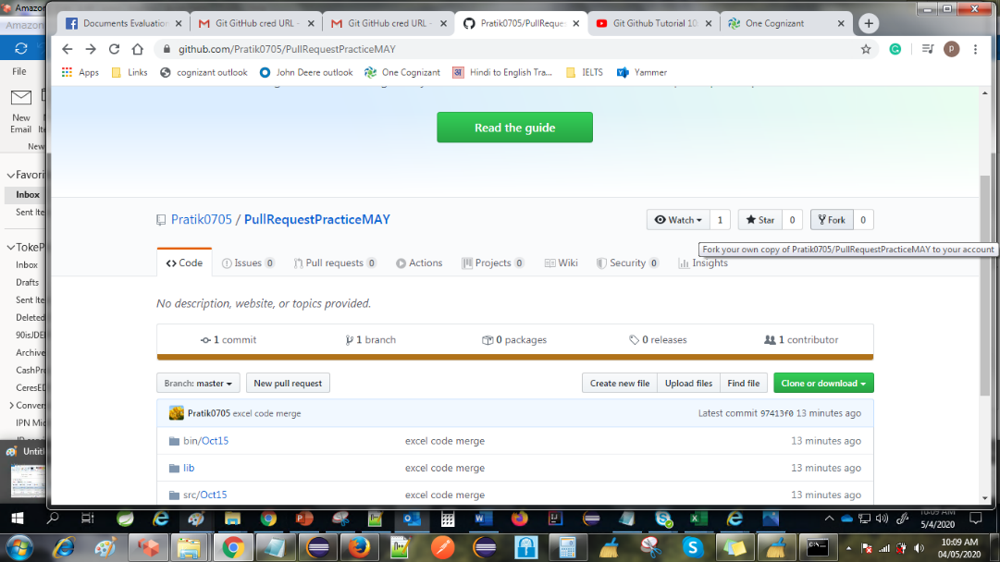 Amazon
Documents Evaluation
Git GitHub cred URL -
Git GitHub cred URL -
Pratik0705/PullReques
Git Github Tutorial 10
One Cognizant
github.com/Pratik0705/PullRequestPracticeMAY
P
Apps
Links
cognizant outlook
John Deere outlook
One Cognizant
Hindi to English Tra...
IELTS
Yammer
File
New
Email
New
Favori
Inbox
Sent Ite
TokeP
Inbox
Drafts
Sent Ite
Deleted
90isJDE
Archive
CashPr
CeresED
Convers
IPN Mic
Untitl
Read the guide
Pratik0705 / PullRequestPracticeMAY
Watch 1
Star 0
Fork 0
Fork your own copy of Pratik0705/PullRequestPracticeMAY to your account
Code
Issues 0
Pull requests 0
Actions
Projects 0
Wiki
Security 0
Insights
No description, website, or topics provided.
1 commit
1 branch
0 packages
0 releases
1 contributor
Branch: master
New pull request
Create new file
Upload files
Find file
Clone or download
Pratik0705 excel code merge
Latest commit 97413f0 13 minutes ago
bin/Oct15 excel code merge 13 minutes ago
lib excel code merge 13 minutes ago
src/Oct15 excel code merge 13 minutes ago
10:09 AM
5/4/2020
10:09 AM
04/05/2020